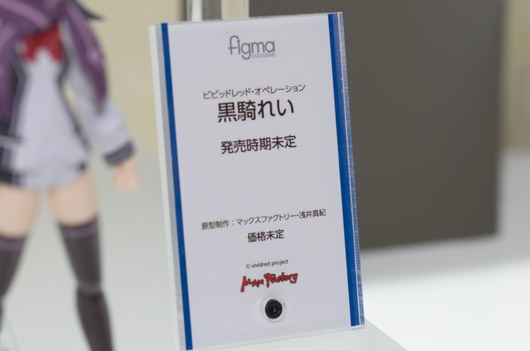 figma
ビビッドレッド・オペレーション
黒騎れい
発売時期未定
原型制作：マックスファクトリー・浅井真紀
価格未定
© vividred project
Max Factory